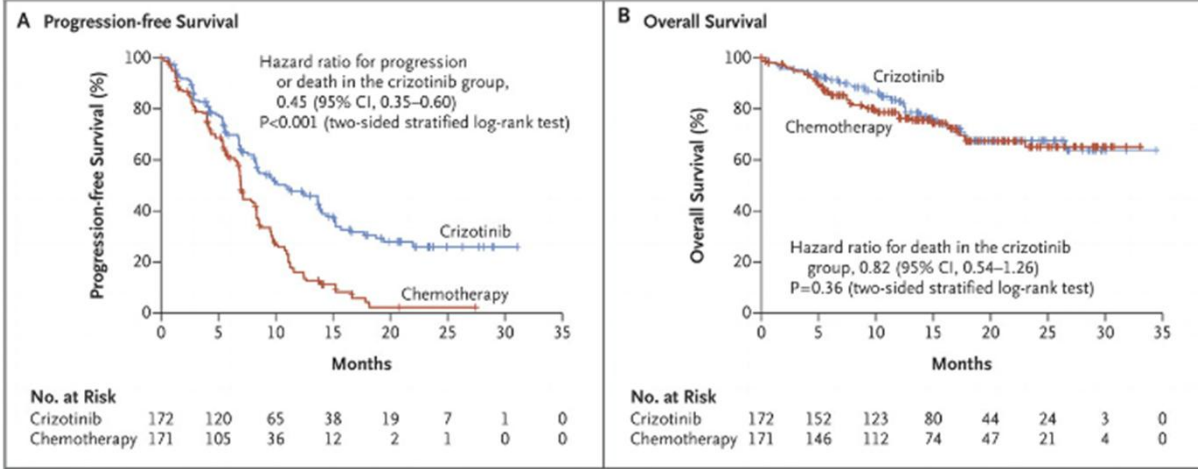 A Progression-free Survival
Hazard ratio for progression
or death in the crizotinib group,
0.45 (95% CI, 0.35–0.60)
P<0.001 (two-sided stratified log-rank test)
Progression-free Survival (%)
100
80
60
40
20
0
Crizotinib
Chemotherapy
0 5 10 15 20 25 30 35
Months
No. at Risk
Crizotinib 172 120 65 38 19 7 1 0
Chemotherapy 171 105 36 12 2 1 0 0
B Overall Survival
Overall Survival (%)
100
80
60
40
20
0
Crizotinib
Chemotherapy
Hazard ratio for death in the crizotinib
group, 0.82 (95% CI, 0.54–1.26)
P=0.36 (two-sided stratified log-rank test)
0 5 10 15 20 25 30 35
Months
No. at Risk
Crizotinib 172 152 123 80 44 24 3 0
Chemotherapy 171 146 112 74 47 21 4 0